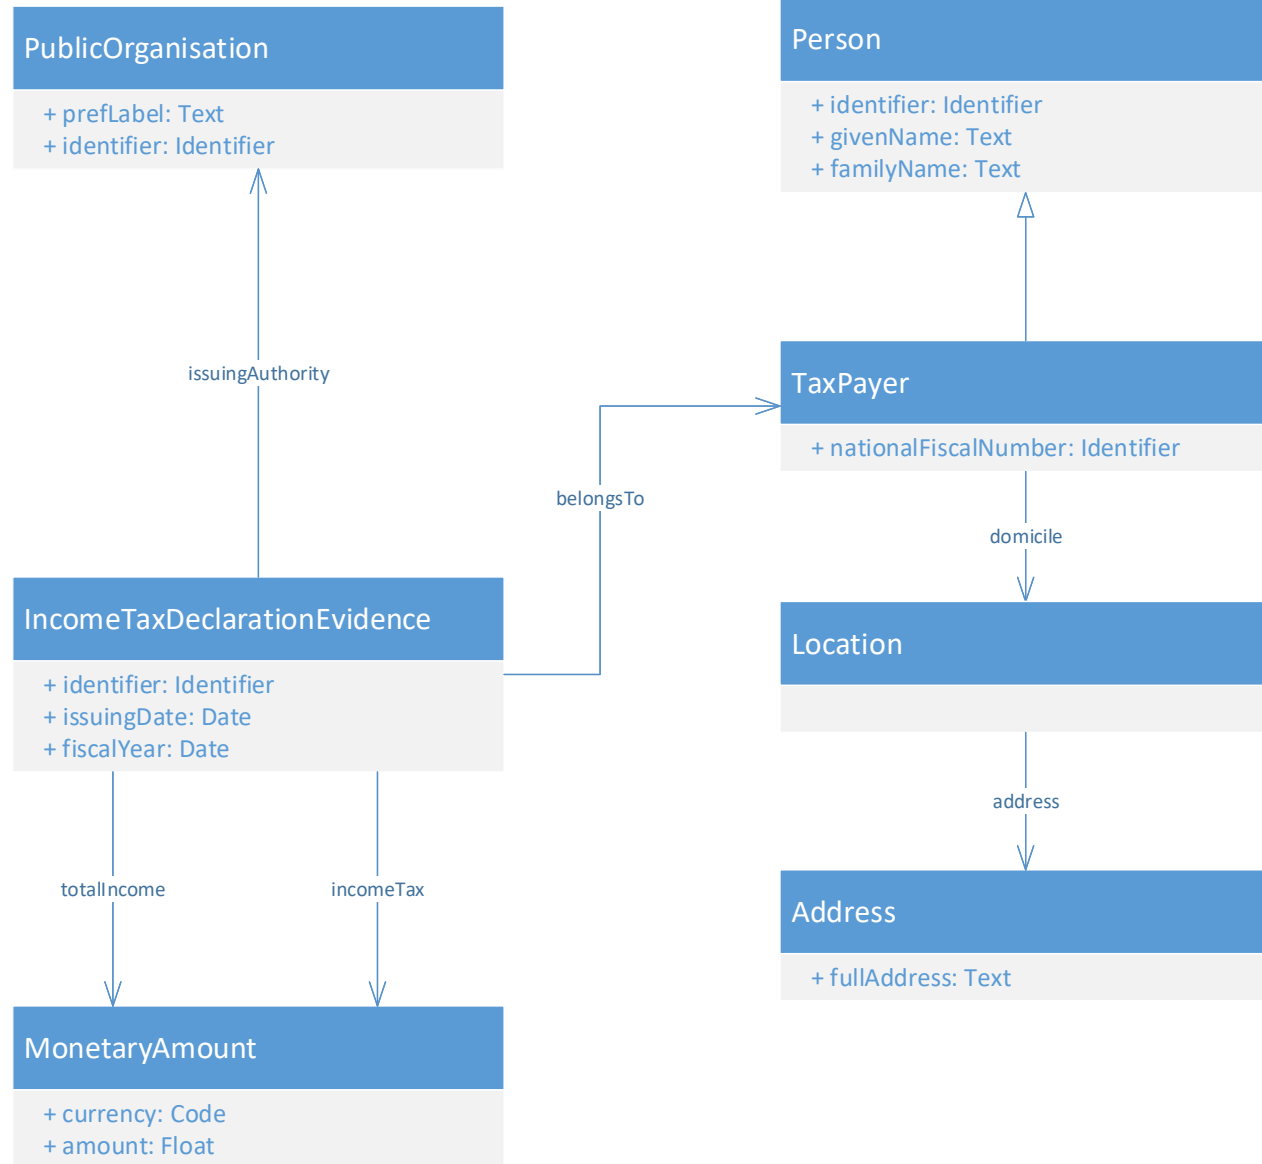 PublicOrganisation
+ prefLabel: Text
+ identifier: Identifier
Person
+ identifier: Identifier
+ givenName: Text
+ familyName: Text
issuingAuthority
TaxPayer
+ nationalFiscalNumber: Identifier
belongsTo
domicile
IncomeTaxDeclarationEvidence
+ identifier: Identifier
+ issuingDate: Date
+ fiscalYear: Date
Location
address
totalIncome
incomeTax
Address
+ fullAddress: Text
MonetaryAmount
+ currency: Code
+ amount: Float